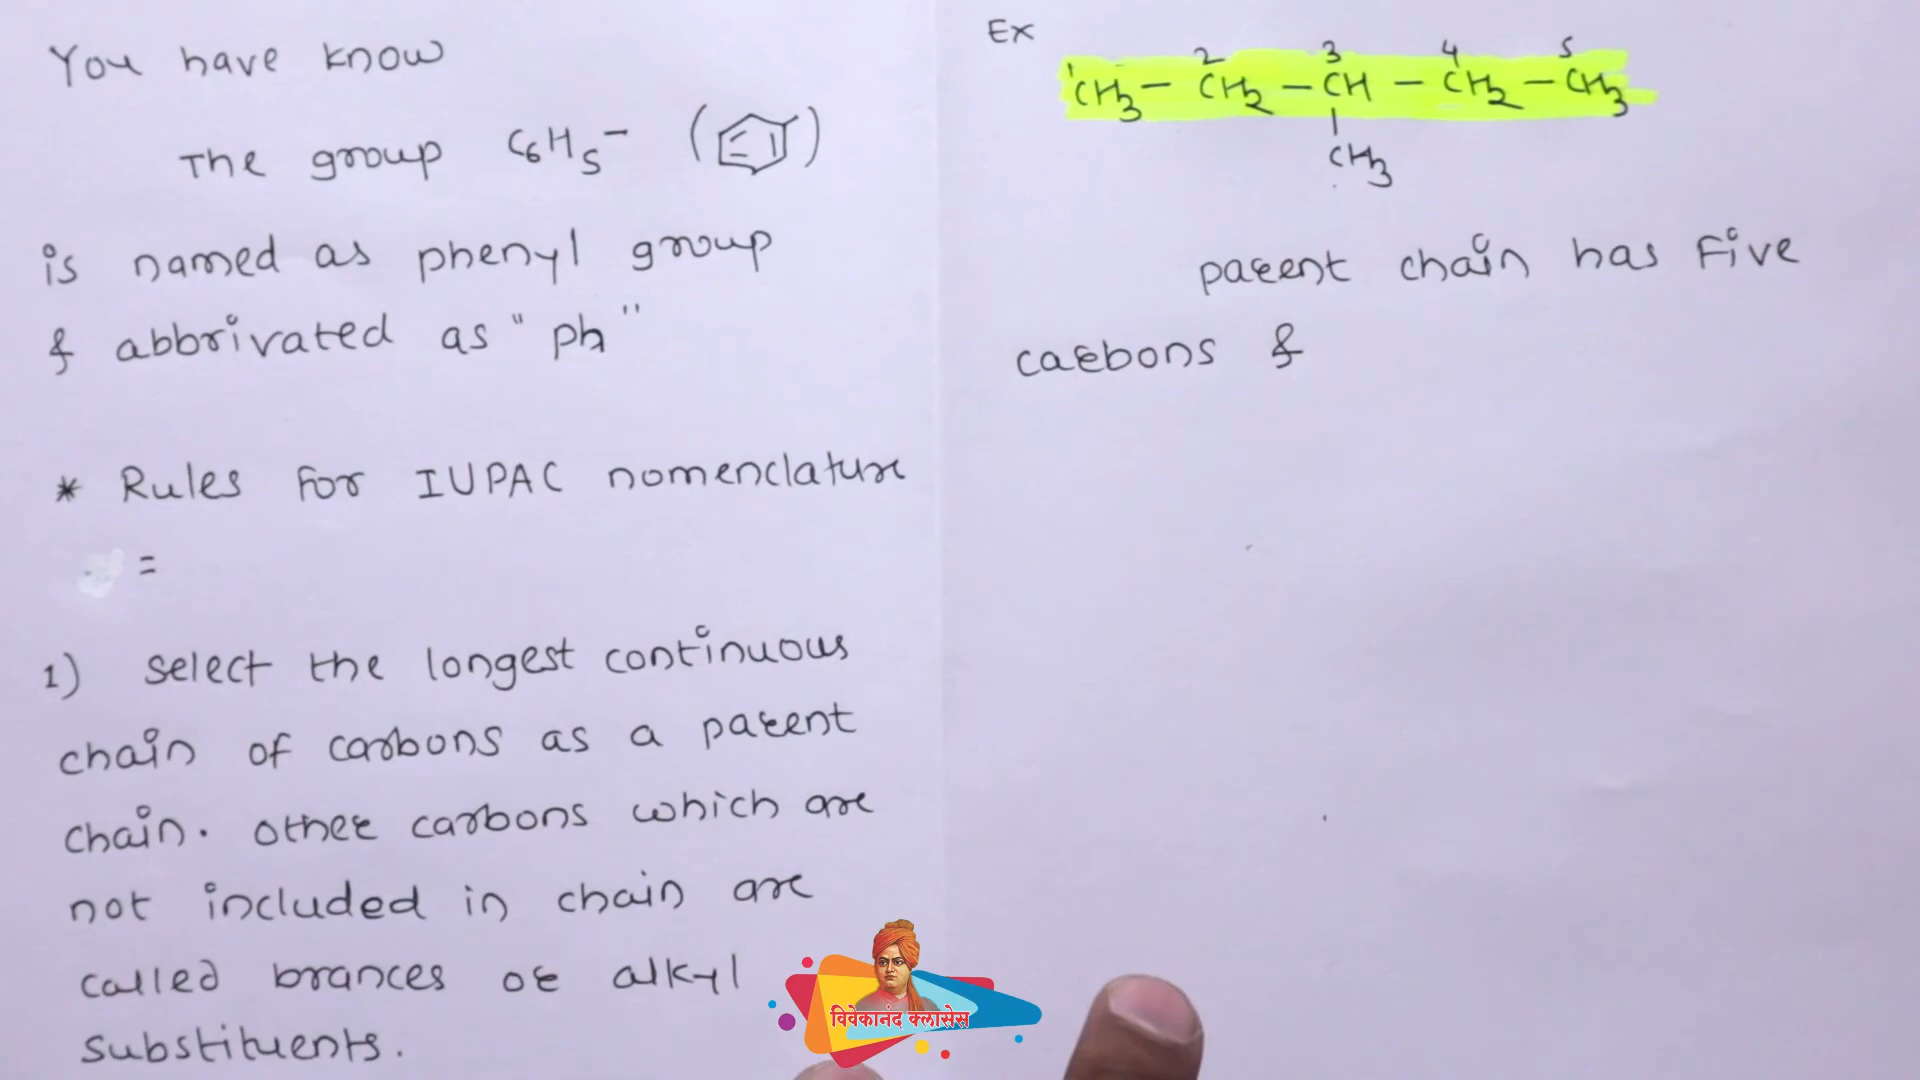 You have know
The group C6H5-  ( )
is named as phenyl group
& abbrivated as "ph"
* Rules For IUPAC nomenclature
=
1) Select the longest continuous
chain of carbons as a parent
chain. other carbons which are
not included in chain are
called brances or alkyl
substituents.
Ex
1 2 3 4 5
CH3 - CH2 - CH - CH2 - CH3
|
CH3
parent chain has Five
carbons &
विवेकानंद क्लासेस